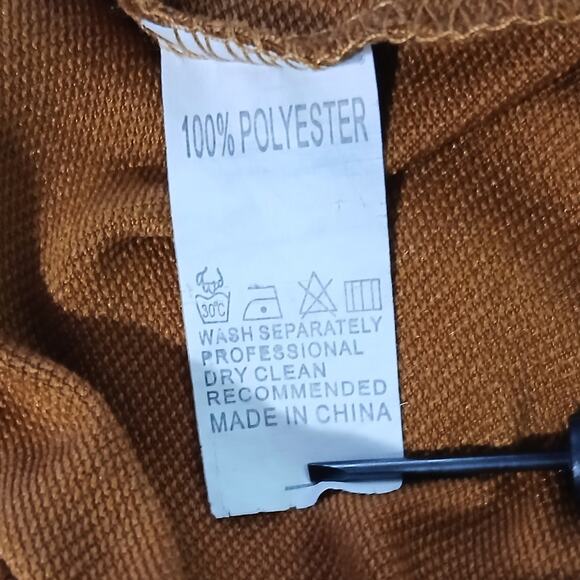 100% POLYESTER
30°C
WASH SEPARATELY
PROFESSIONAL
DRY CLEAN
RECOMMENDED
MADE IN CHINA